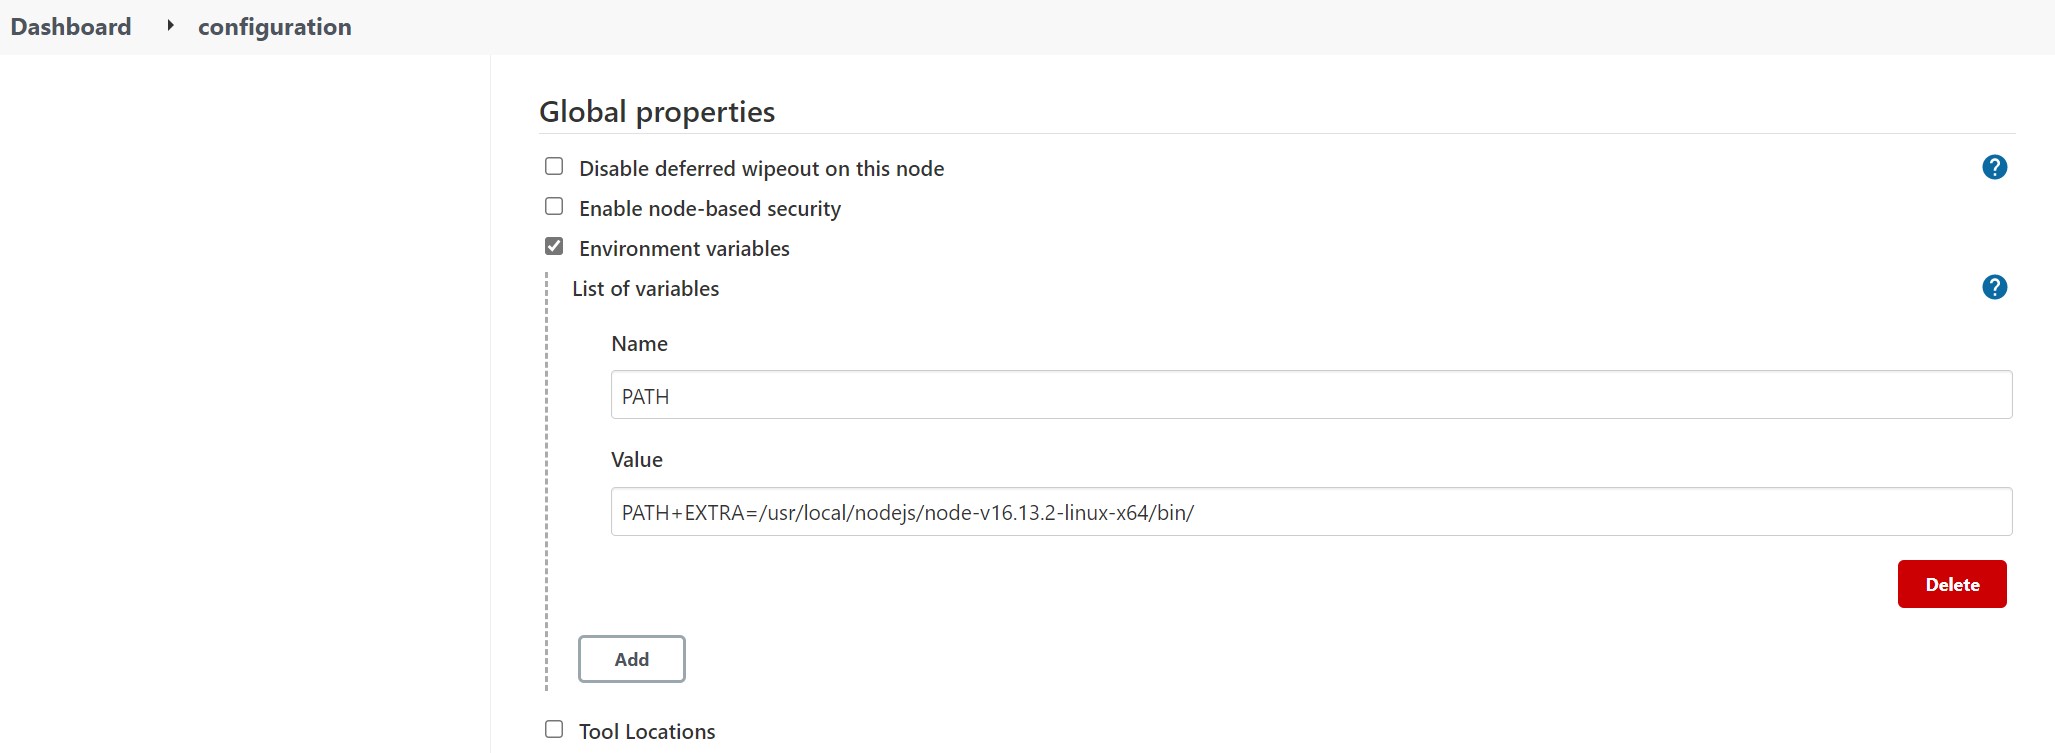 Dashboard configuration
Global properties
Disable deferred wipeout on this node
?
Enable node-based security
Environment variables
List of variables
?
Name
PATH
Value
PATH+EXTRA=/usr/local/nodejs/node-v16.13.2-linux-x64/bin/
Delete
Add
Tool Locations